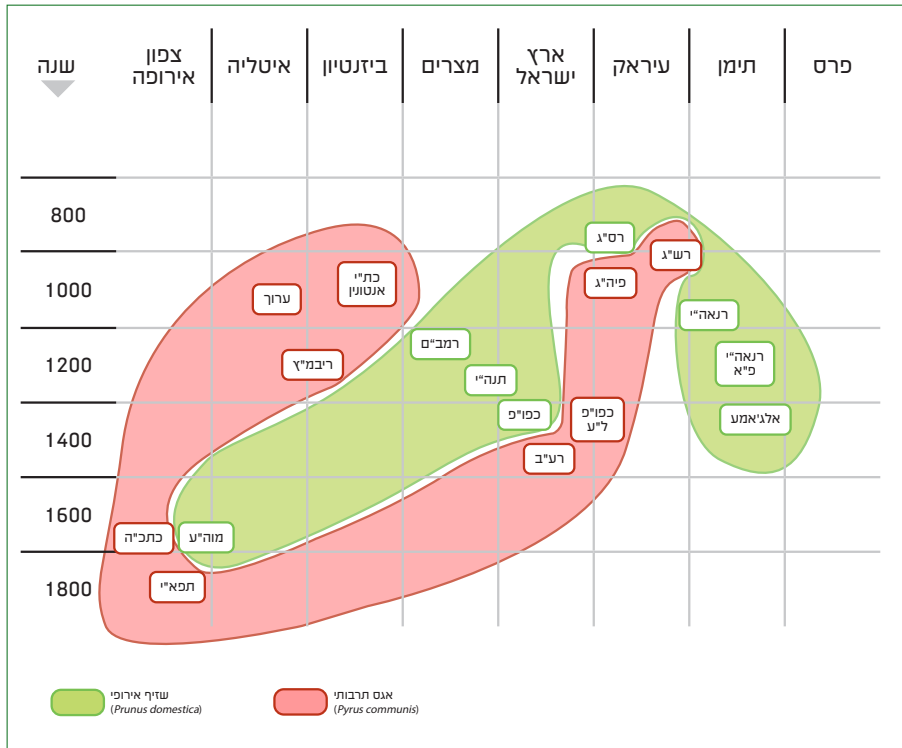 שנה
צפון
אירופה
איטליה
ביזנטיון
מצרים
ארץ
ישראל
עיראק
תימן
פרס
800
רס"ג
רש"ג
1000
כת"י
אנטונין
ערוך
פיה"ג
רנאה"י
1200
ריבמ"ץ
רמב"ם
תנה"י
רנאה"י
פ"א
1400
כפו"פ
כפו"פ
ל"ע
אלג'אמע
רע"ב
1600
כתכ"ה
מוה"ע
1800
תפא"י
שזיף אירופי
(Prunus domestica)
אגס תרבותי
(Pyrus communis)